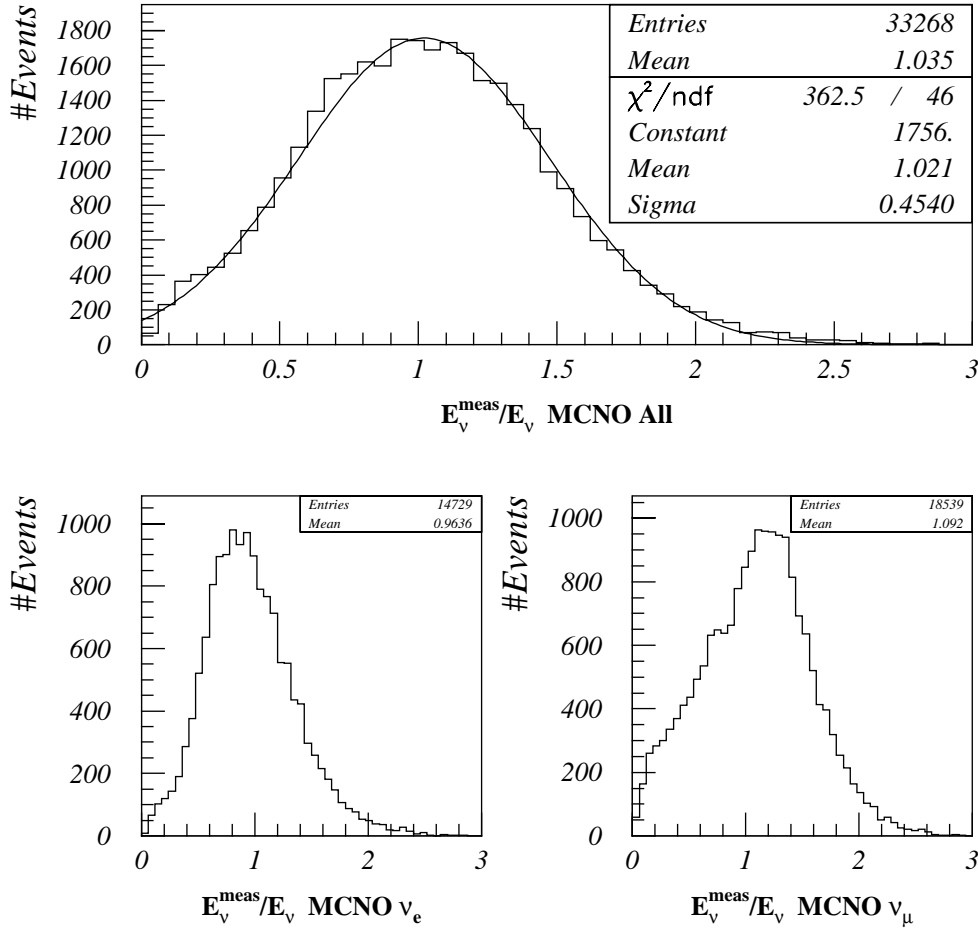 #Events
1800
1600
1400
1200
1000
800
600
400
200
0
0 0.5 1 1.5 2 2.5 3
Entries 33268
Mean 1.035
χ²/ndf 362.5 / 46
Constant 1756.
Mean 1.021
Sigma 0.4540
E_ν^meas/E_ν MCNO All
#Events
1000
800
600
400
200
0
0 1 2 3
Entries 14729
Mean 0.9636
E_ν^meas/E_ν MCNO ν_e
#Events
1000
800
600
400
200
0
0 1 2 3
Entries 18539
Mean 1.092
E_ν^meas/E_ν MCNO ν_μ